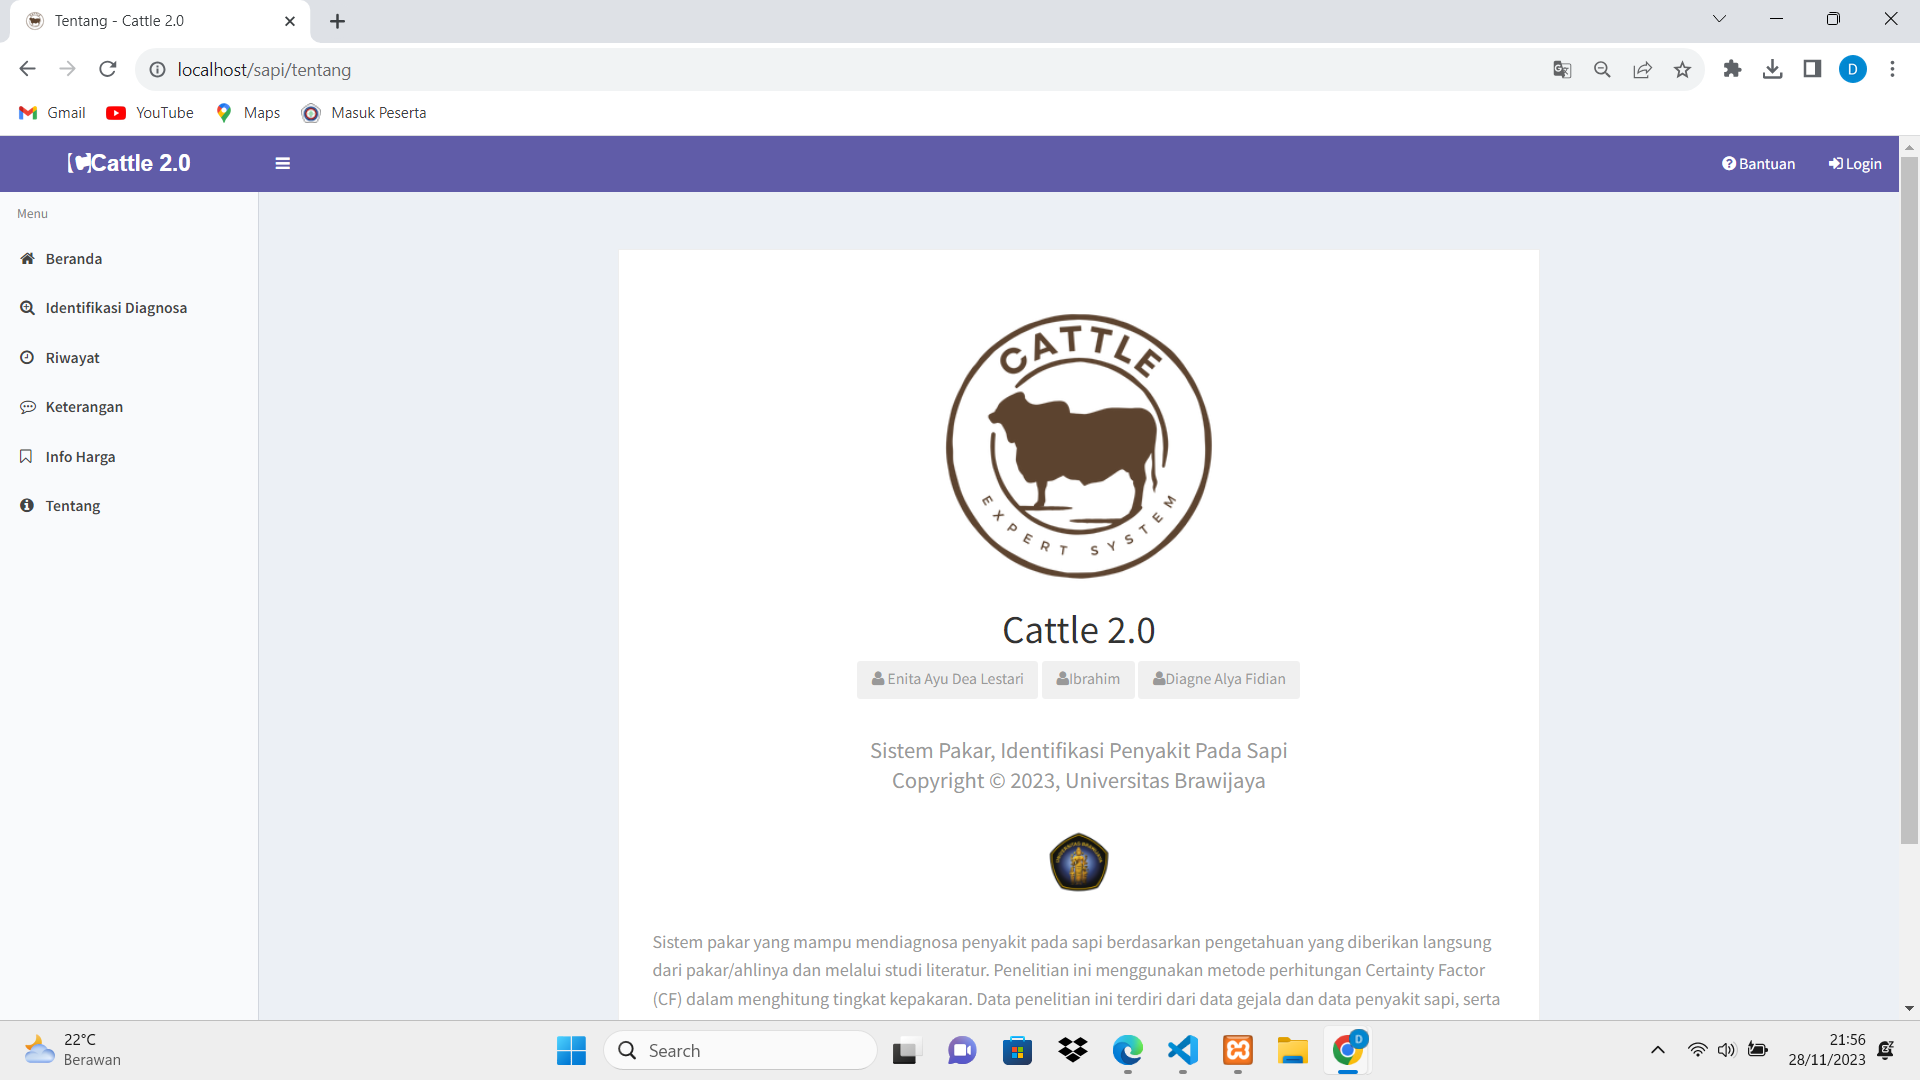 Tentang - Cattle 2.0
localhost/sapi/tentang
D
Gmail
YouTube
Maps
Masuk Peserta
Cattle 2.0
Bantuan
Login
Menu
Beranda
Identifikasi Diagnosa
Riwayat
Keterangan
Info Harga
Tentang
CATTLE
EXPERT SYSTEM
Cattle 2.0
Enita Ayu Dea Lestari
Ibrahim
Diagne Alya Fidian
Sistem Pakar, Identifikasi Penyakit Pada Sapi
Copyright © 2023, Universitas Brawijaya
UNIVERSITAS BRAWIJAYA
Sistem pakar yang mampu mendiagnosa penyakit pada sapi berdasarkan pengetahuan yang diberikan langsung
dari pakar/ahlinya dan melalui studi literatur. Penelitian ini menggunakan metode perhitungan Certainty Factor
(CF) dalam menghitung tingkat kepakaran. Data penelitian ini terdiri dari data gejala dan data penyakit sapi, serta
22°C
Berawan
Search
D
21:56
28/11/2023